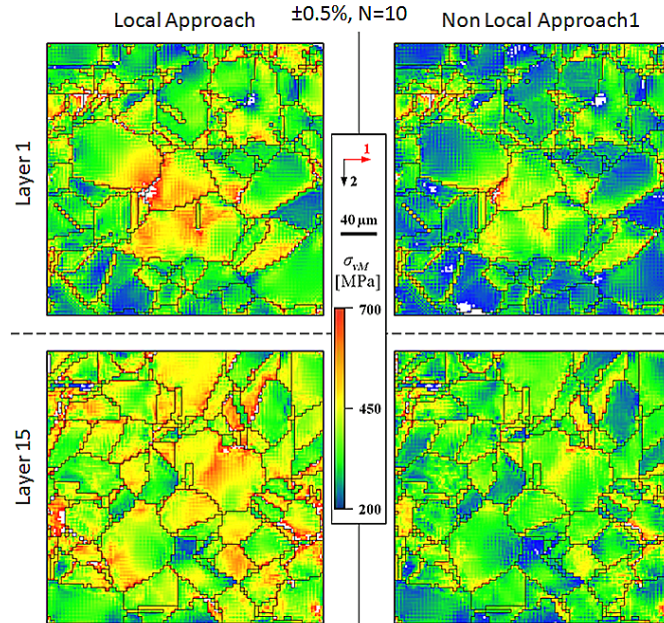 Local Approach
±0.5%, N=10
Non Local Approach1
Layer 1
1
2
40 µm
σvM
[MPa]
700
450
200
Layer 15